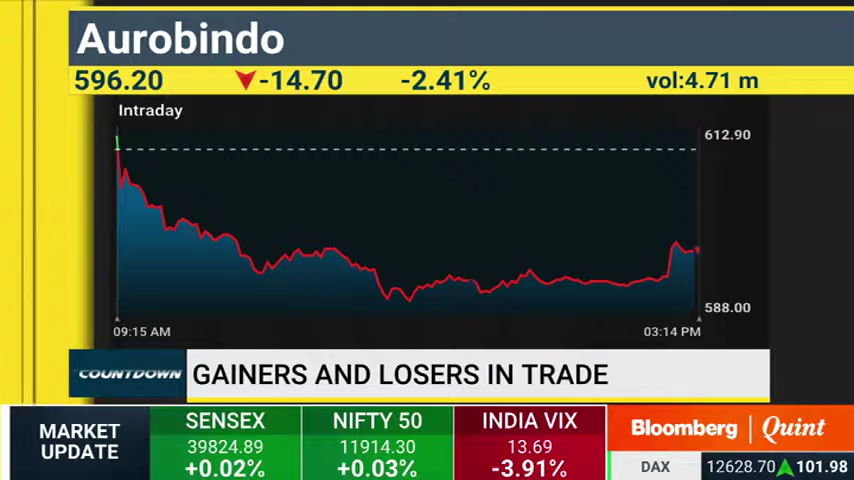 Aurobindo
596.20 ▼-14.70 -2.41% vol:4.71 m
Intraday
612.90
588.00
09:15 AM 03:14 PM
COUNTDOWN GAINERS AND LOSERS IN TRADE
MARKET UPDATE
SENSEX
39824.89
+0.02%
NIFTY 50
11914.30
+0.03%
INDIA VIX
13.69
-3.91%
Bloomberg | Quint
DAX 12628.70 ▲101.98